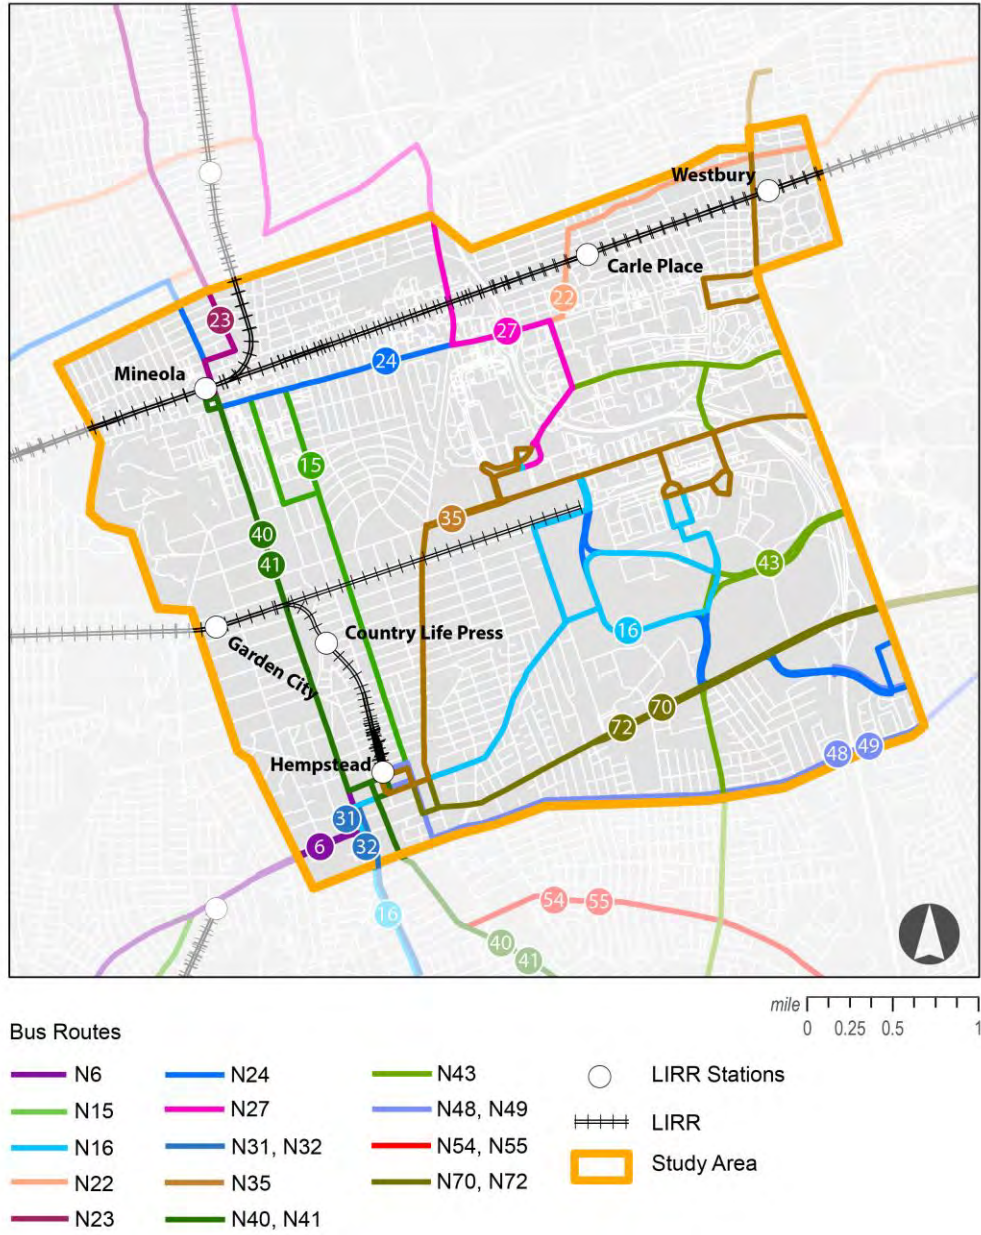 Westbury
Carle Place
22
23
27
Mineola
24
15
35
40
41
43
Country Life Press
16
Garden City
70
72
48
49
Hempstead
31
6
32
54
55
16
40
41
mile
0 0.25 0.5 1
Bus Routes
N6 N24 N43 LIRR Stations
N15 N27 N48, N49 LIRR
N16 N31, N32 N54, N55 Study Area
N22 N35 N70, N72
N23 N40, N41